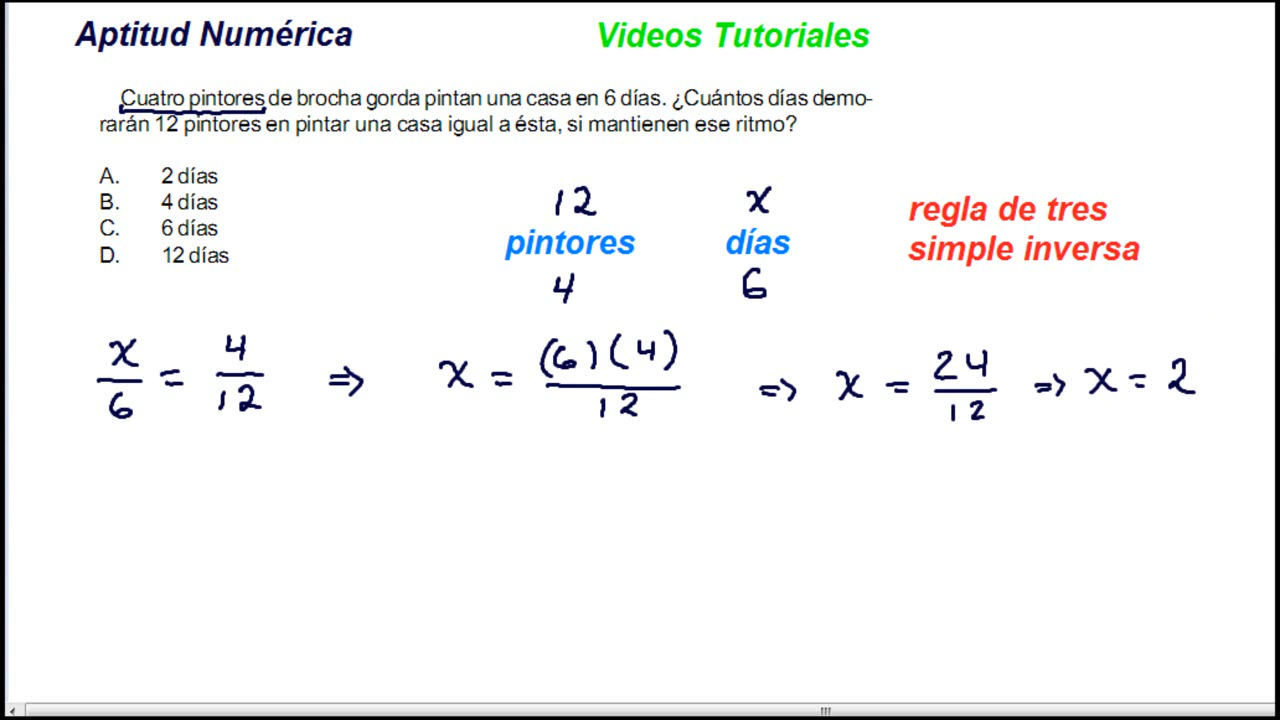 Aptitud Numérica Videos Tutoriales
Cuatro pintores de brocha gorda pintan una casa en 6 días. ¿Cuántos días demo-
rarán 12 pintores en pintar una casa igual a ésta, si mantienen ese ritmo?
A. 2 días
B. 4 días
C. 6 días
D. 12 días
12 x
pintores días
4 6
regla de tres
simple inversa
x/6 = 4/12 ⇒ x = (6)(4)/12 ⇒ x = 24/12 ⇒ x = 2